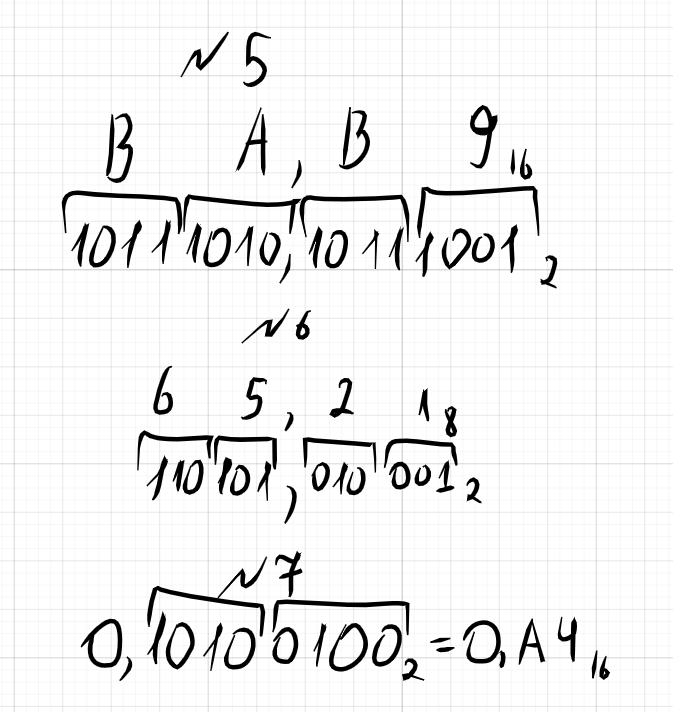 №5
B A, B 9₁₆
1011 1010, 1011 1001₂
№6
6 5, 2 1₈
110 101, 010 001₂
№7
0,1010 0100₂ = 0,A4₁₆